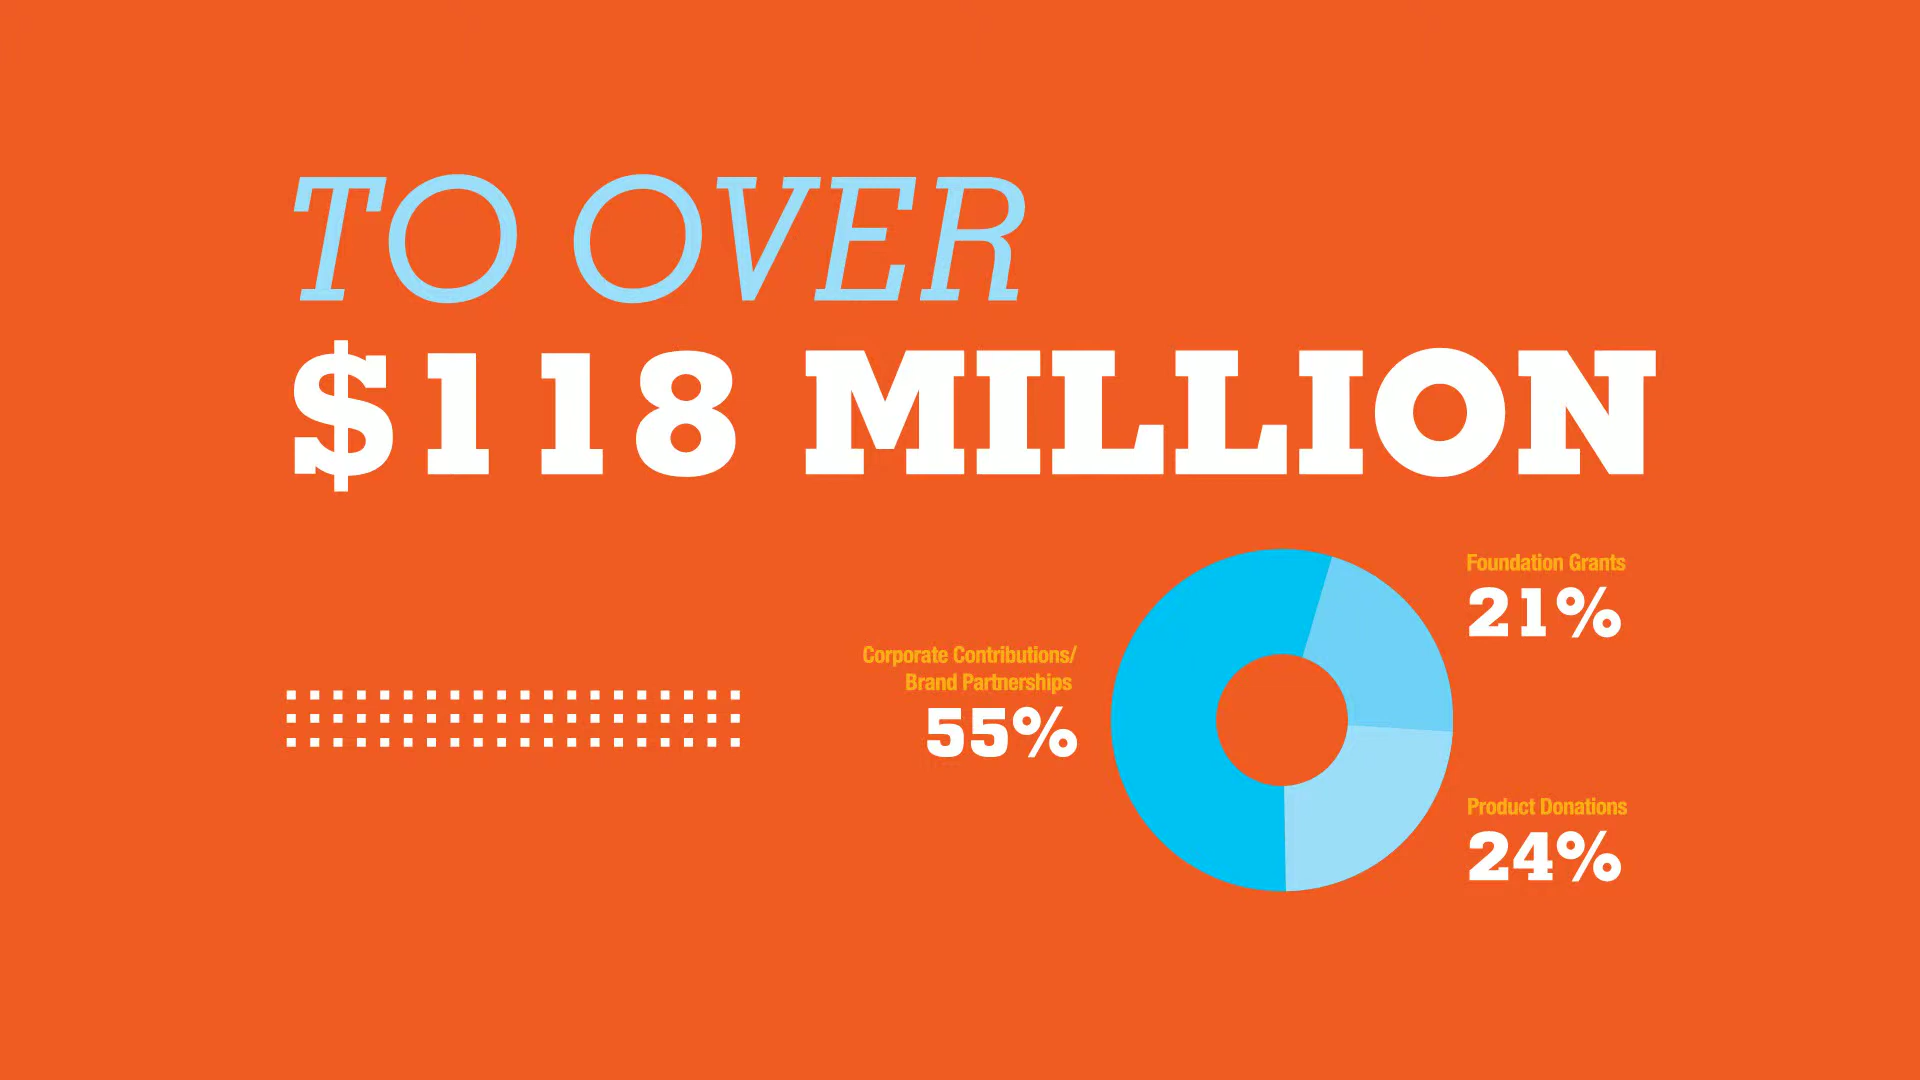 TO OVER
$118 MILLION
Foundation Grants
21%
Corporate Contributions/
Brand Partnerships
55%
Product Donations
24%